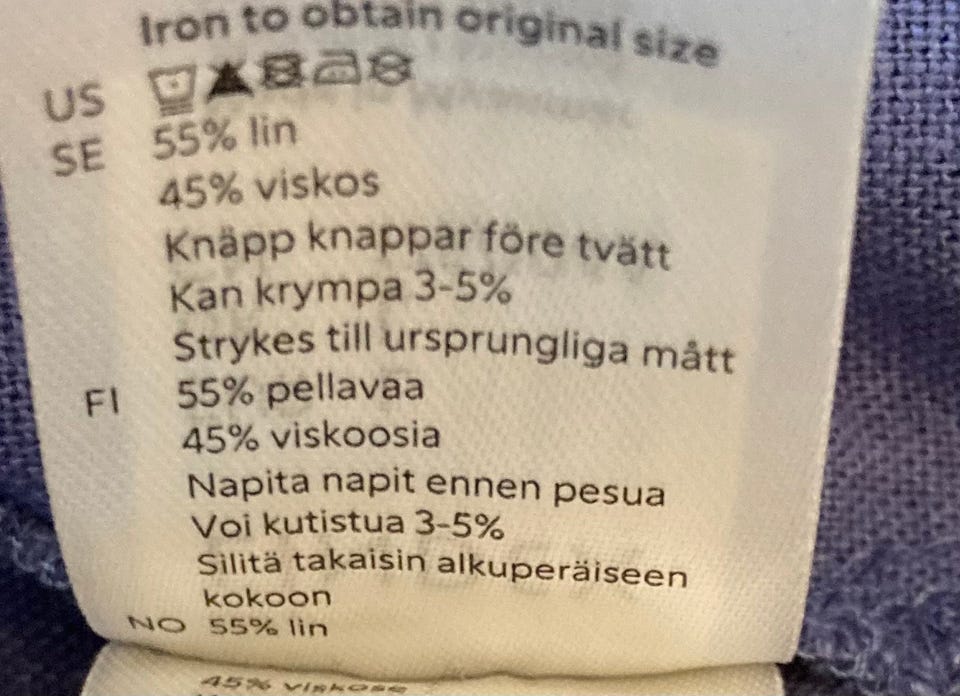 Iron to obtain original size
US
SE 55% lin
45% viskos
Knäpp knappar före tvätt
Kan krympa 3-5%
Strykes till ursprungliga mått
FI 55% pellavaa
45% viskoosia
Napita napit ennen pesua
Voi kutistua 3-5%
Silitä takaisin alkuperäiseen
kokoon
NO 55% lin
45% viskose